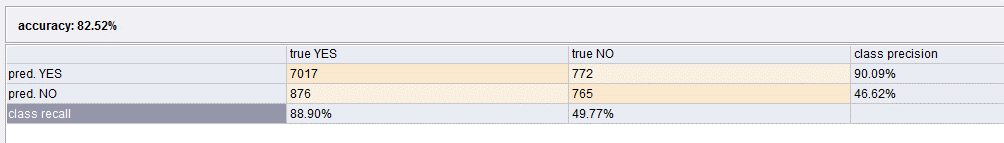 accuracy: 82.52%
true YES true NO class precision
pred. YES 7017 772 90.09%
pred. NO 876 765 46.62%
class recall 88.90% 49.77%